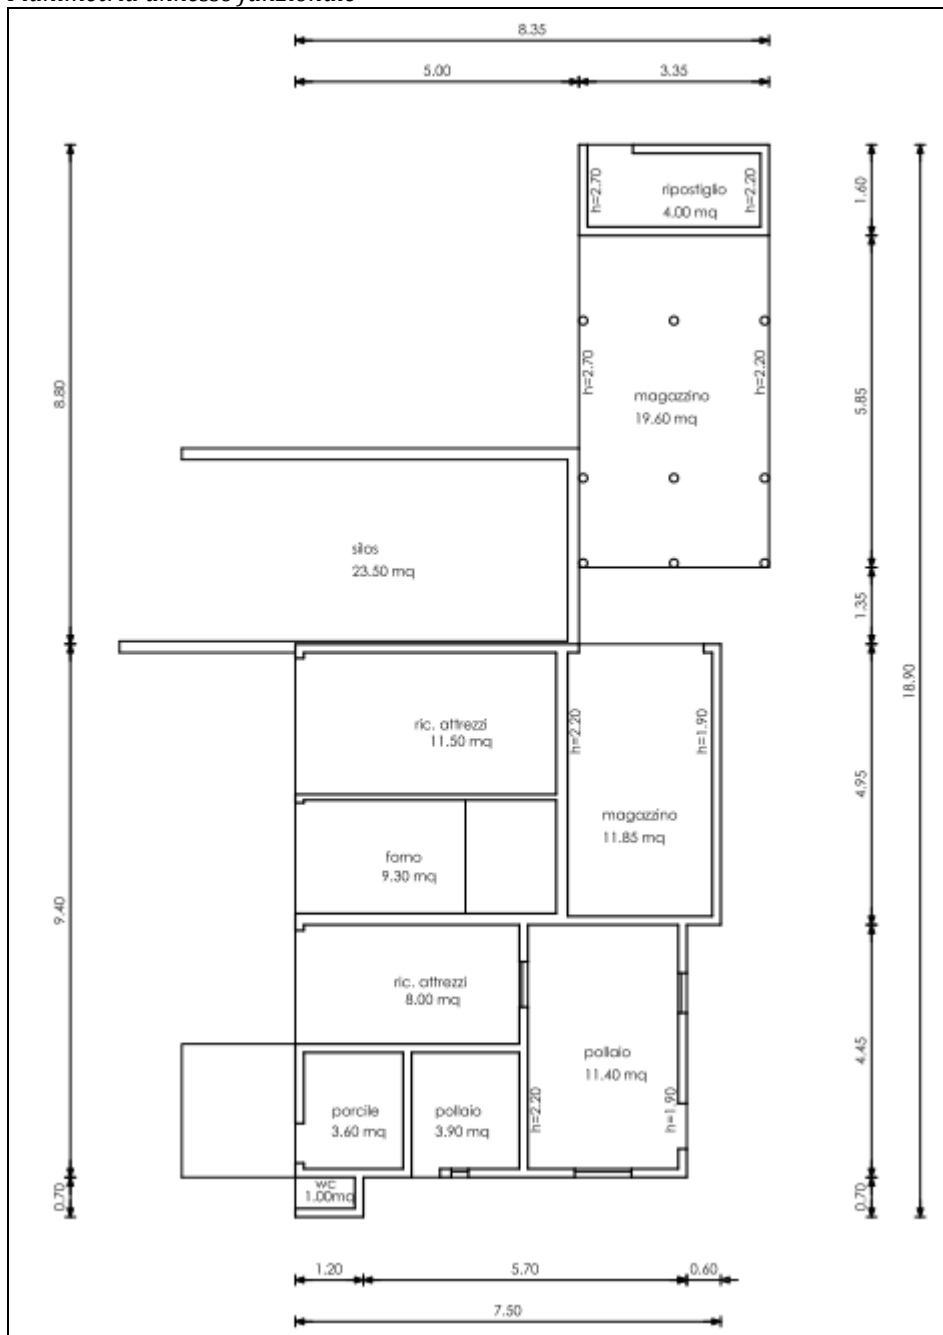 Planimetria annesso funzionale
8.35
5.00
3.35
ripostiglio
4.00 mq
h=2.70
h=2.20
1.60
magazzino
19.60 mq
h=2.70
h=2.20
8.80
5.85
silos
23.50 mq
1.35
18.90
ric. attrezzi
11.50 mq
h=2.20
h=1.90
4.95
magazzino
11.85 mq
forno
9.30 mq
9.40
ric. attrezzi
8.00 mq
pollaio
11.40 mq
h=2.20
h=1.90
4.45
porcile
3.60 mq
pollaio
3.90 mq
wc
1.00mq
0.70
0.70
1.20
5.70
0.60
7.50